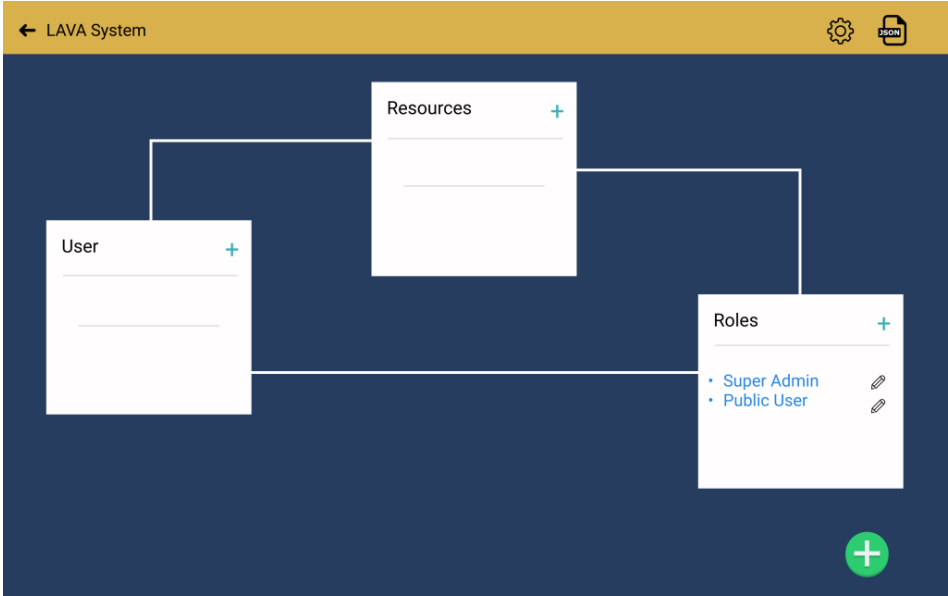 LAVA System
JSON
Resources
User
Roles
• Super Admin
• Public User